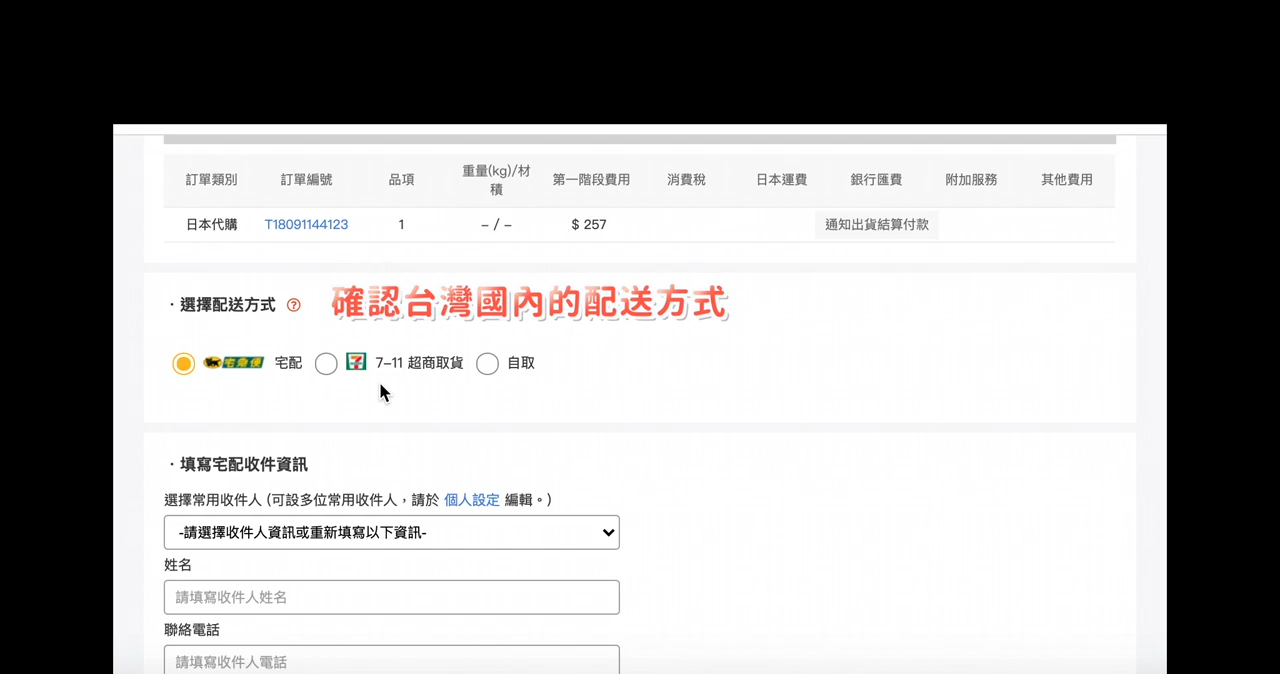 訂單類別 訂單編號 品項 重量(kg)/材積 第一階段費用 消費稅 日本運費 銀行匯費 附加服務 其他費用
日本代購 T18091144123 1 – / – $ 257 通知出貨結算付款
·選擇配送方式 ? 確認台灣國內的配送方式
宅急便 宅配 7–11 超商取貨 自取
·填寫宅配收件資訊
選擇常用收件人 (可設多位常用收件人，請於 個人設定 編輯。)
-請選擇收件人資訊或重新填寫以下資訊-
姓名
請填寫收件人姓名
聯絡電話
請填寫收件人電話